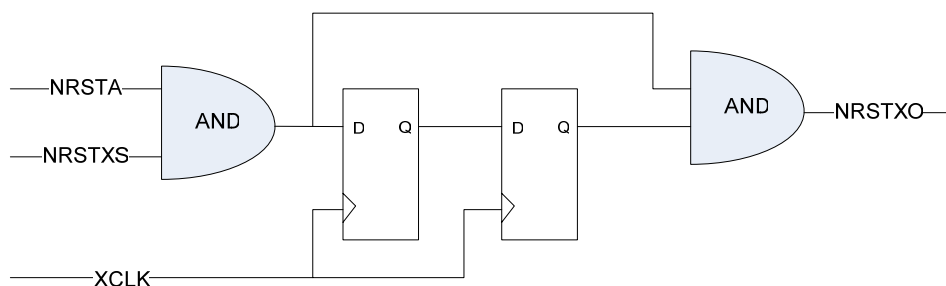 NRSTA
AND
NRSTXS
D Q
D Q
AND
NRSTXO
XCLK